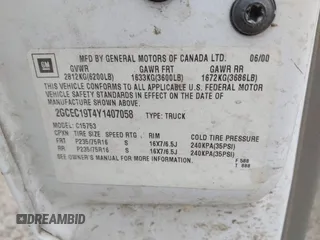 GM
MFD BY GENERAL MOTORS OF CANADA LTD. 06/00
GVWR GAWR FRT GAWR RR
2812KG(6200LB) 1633KG(3600LB) 1672KG(3686LB)
THIS VEHICLE CONFORMS TO ALL APPLICABLE U.S. FEDERAL MOTOR
VEHICLE SAFETY STANDARDS IN EFFECT ON THE DATE OF
MANUFACTURE SHOWN ABOVE.
2GCEC19T4Y1407058 TYPE: TRUCK
MODEL: C15753
TIRE SIZE SPEED RTG RIM COLD TIRE PRESSURE
FRT P235/75R16 S 16X7/6.5J 240KPA(35PSI)
RR P235/75R16 S 16X7/6.5J 240KPA(35PSI)
SEE OWNER'S MANUAL FOR MORE INFORMATION.